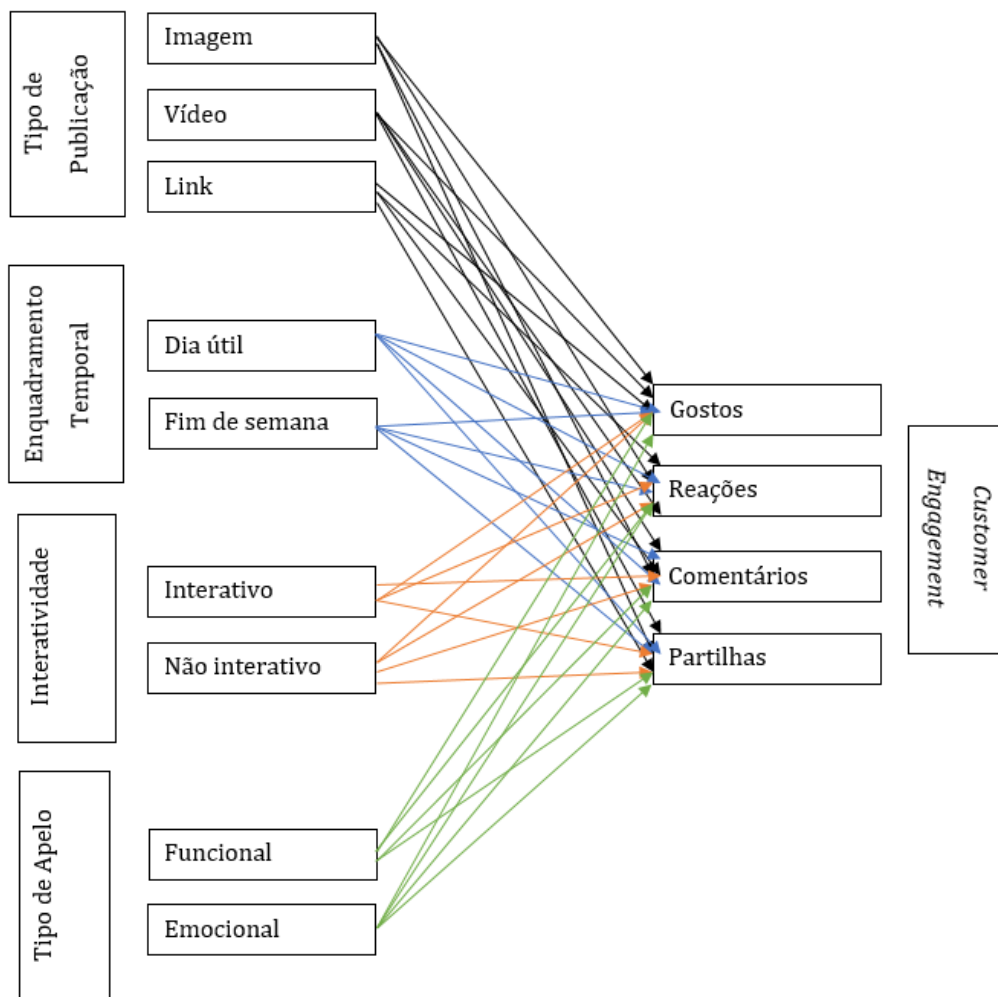 Tipo de
Publicação
Imagem
Vídeo
Link
Enquadramento
Temporal
Dia útil
Fim de semana
Interatividade
Interativo
Não interativo
Tipo de Apelo
Funcional
Emocional
Gostos
Reações
Comentários
Partilhas
Customer
Engagement